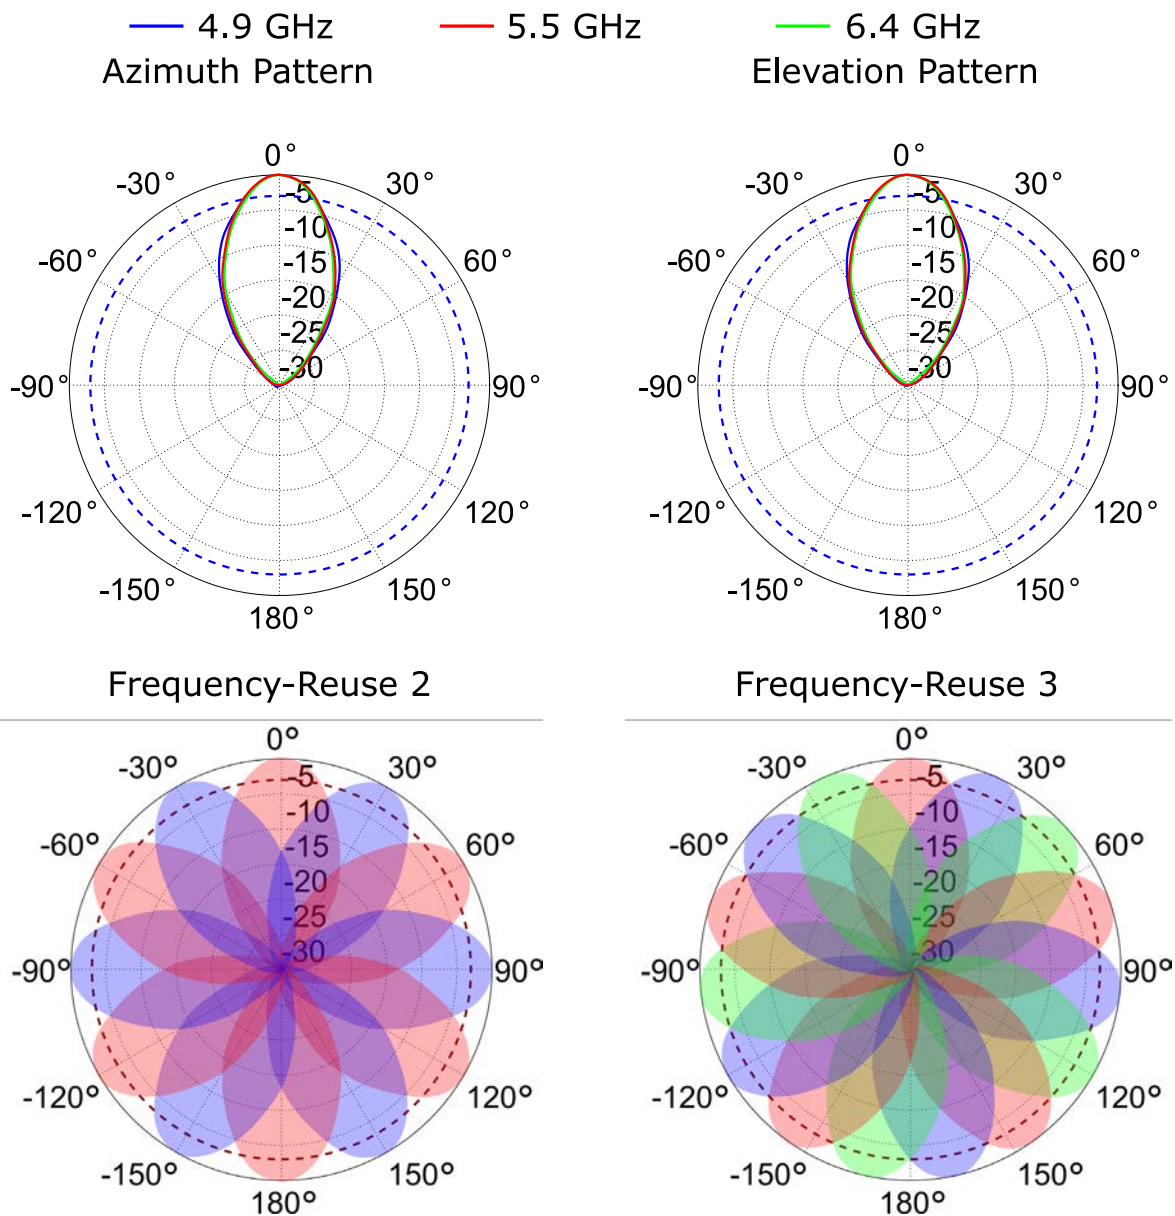 4.9 GHz 5.5 GHz 6.4 GHz
Azimuth Pattern Elevation Pattern
0° 0°
-30° -5 30° -30° -5 30°
-10 -10
-60° -15 60° -60° -15 60°
-20 -20
-25 -25
-30 -30
-90° 90° -90° 90°
-120° 120° -120° 120°
-150° 150° -150° 150°
180° 180°
Frequency-Reuse 2 Frequency-Reuse 3
0° 0°
-30° -5 30° -30° -5 30°
-10 -10
-60° -15 60° -60° -15 60°
-20 -20
-25 -25
-30 -30
-90° 90° -90° 90°
-120° 120° -120° 120°
-150° 150° -150° 150°
180° 180°